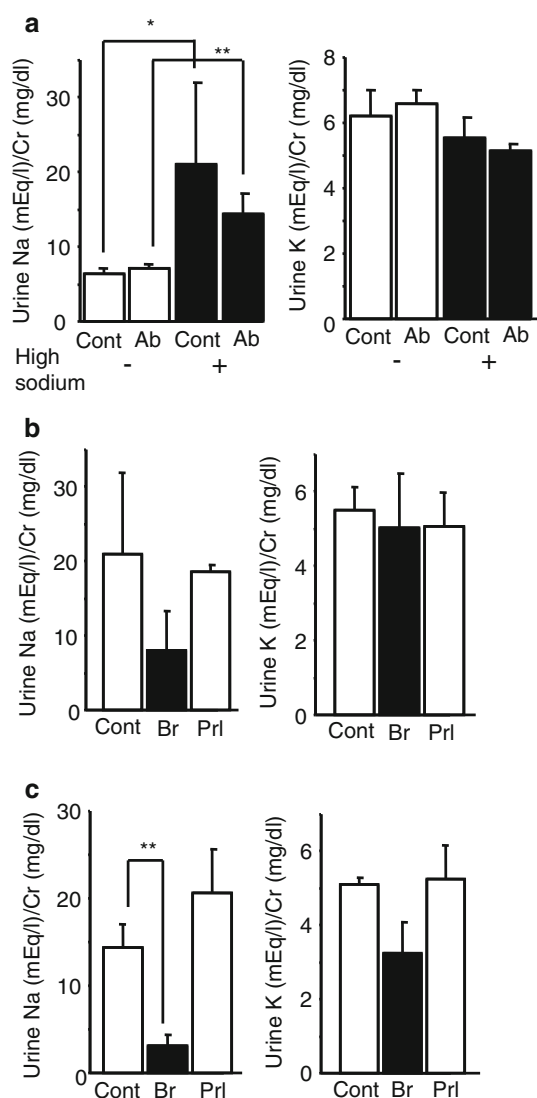 a
Urine Na (mEq/l)/Cr (mg/dl)
30
20
10
0
*
**
Cont Ab Cont Ab
High sodium - +
Urine K (mEq/l)/Cr (mg/dl)
8
6
4
2
0
Cont Ab Cont Ab
- +
b
Urine Na (mEq/l)/Cr (mg/dl)
30
20
10
0
Cont Br Prl
Urine K (mEq/l)/Cr (mg/dl)
6
4
2
0
Cont Br Prl
c
Urine Na (mEq/l)/Cr (mg/dl)
30
20
10
0
**
Cont Br Prl
Urine K (mEq/l)/Cr (mg/dl)
6
4
2
0
Cont Br Prl